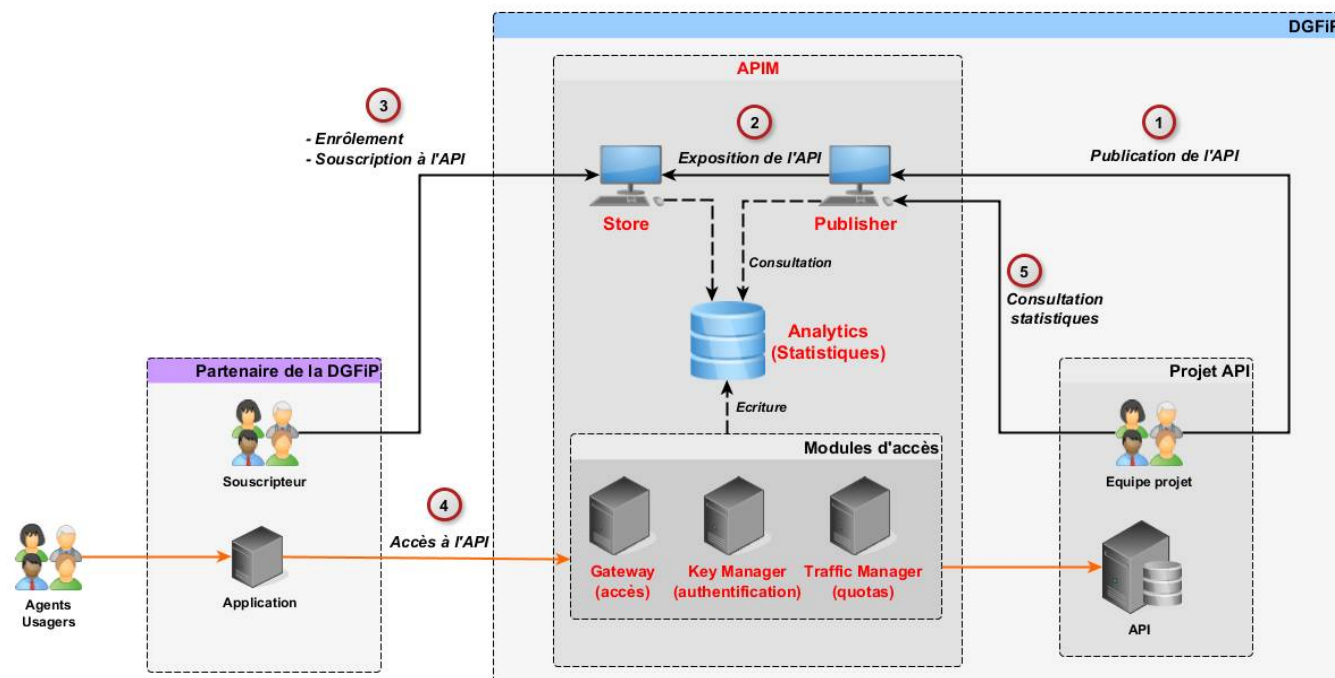 DGFiP
APIM
3
- Enrôlement
- Souscription à l'API
2
Exposition de l'API
1
Publication de l'API
Store
Publisher
Consultation
5
Consultation
statistiques
Analytics
(Statistiques)
Partenaire de la DGFiP
Projet API
Ecriture
Souscripteur
Modules d'accès
Equipe projet
4
Accès à l'API
Gateway
(accès)
Key Manager
(authentification)
Traffic Manager
(quotas)
Agents
Usagers
Application
API